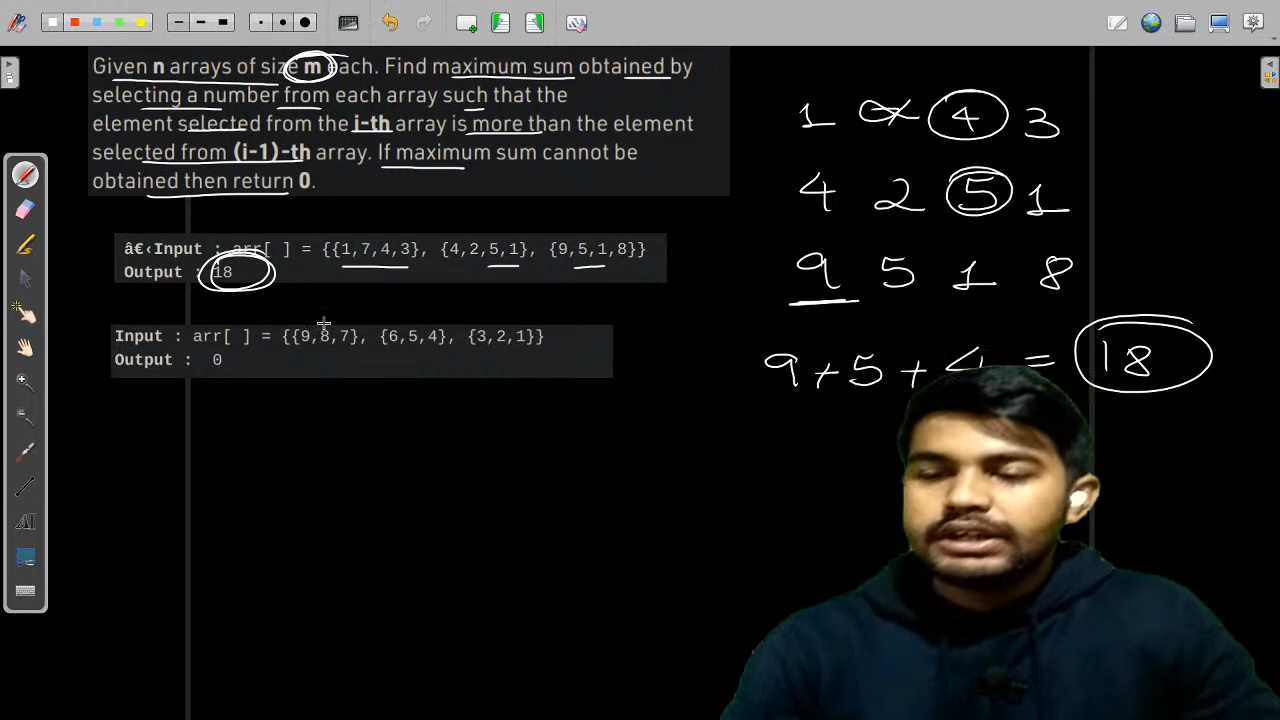 Given n arrays of size m each. Find maximum sum obtained by
selecting a number from each array such that the
element selected from the i-th array is more than the element
selected from (i-1)-th array. If maximum sum cannot be
obtained then return 0.
â€‹Input : arr[ ] = {{1,7,4,3}, {4,2,5,1}, {9,5,1,8}}
Output : 18
Input : arr[ ] = {{9,8,7}, {6,5,4}, {3,2,1}}
Output : 0
1 4 3
4 2 5 1
9 5 1 8
9 + 5 + 4 = 18